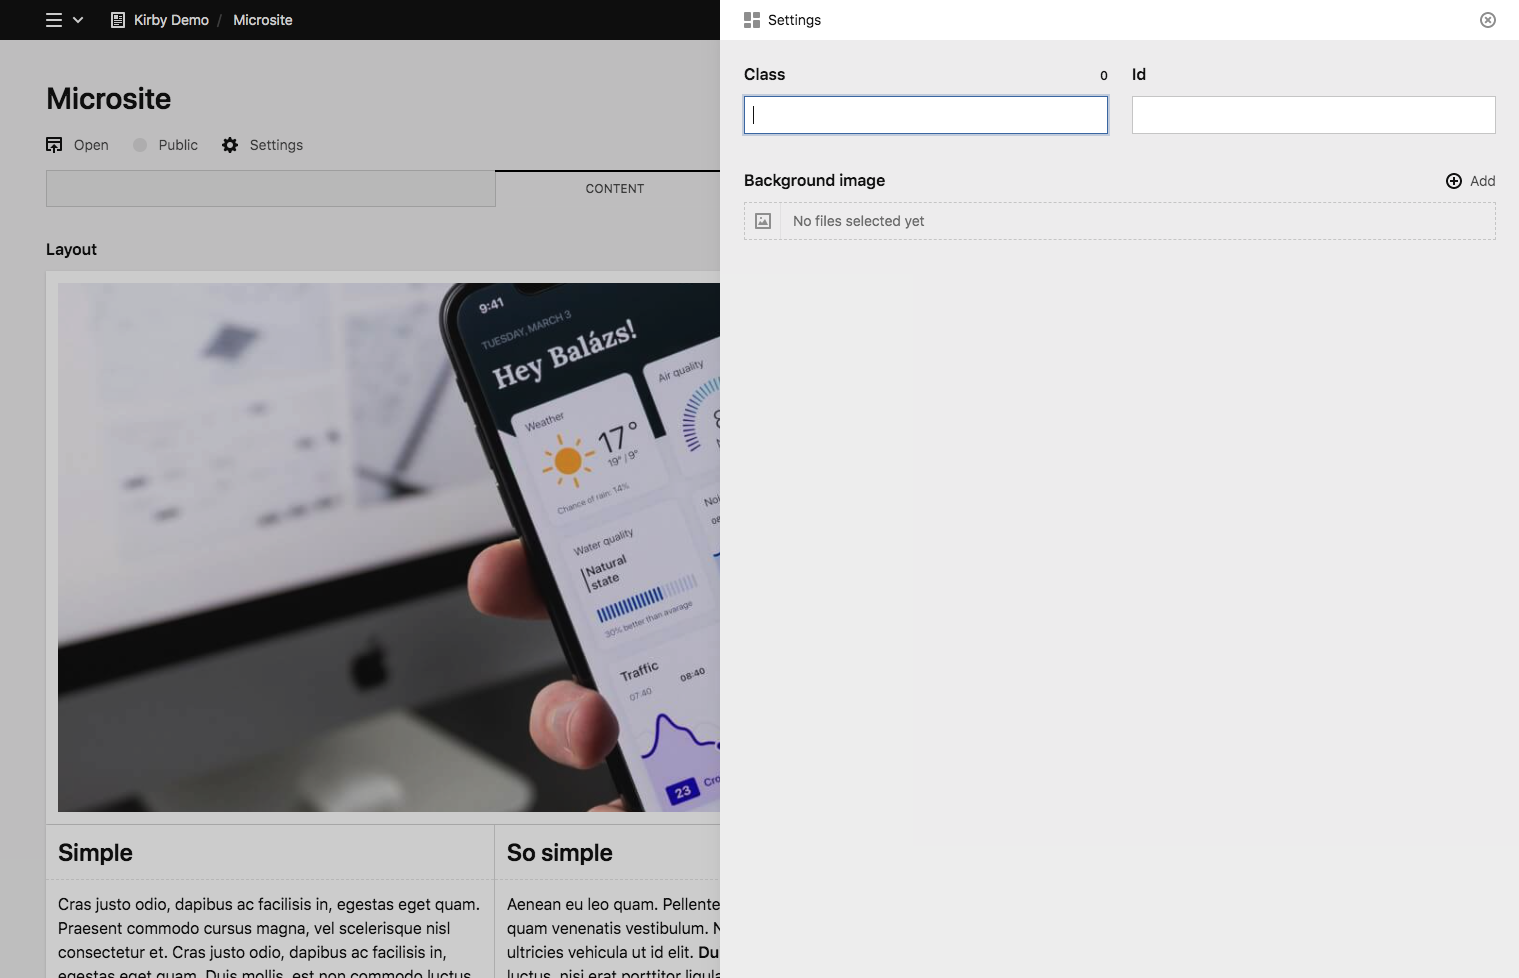 Kirby Demo / Microsite
Settings
Class 0
Id
Microsite
Open Public Settings
Background image
Add
No files selected yet
CONTENT
Layout
9:41
TUESDAY, MARCH 3
Hey Balázs!
Weather
17°
19° / 9°
Chance of rain: 14%
Air quality
Water quality
Natural
state
30% better than avarage
Traffic
07:40
08:40
23
Simple
Cras justo odio, dapibus ac facilisis in, egestas eget quam.
Praesent commodo cursus magna, vel scelerisque nisl
consectetur et. Cras justo odio, dapibus ac facilisis in,
egestas eget quam. Duis mollis, est non commodo luctus,
So simple
Aenean eu leo quam. Pellente
quam venenatis vestibulum. N
ultricies vehicula ut id elit. Du
luctus, nisi erat porttitor ligula